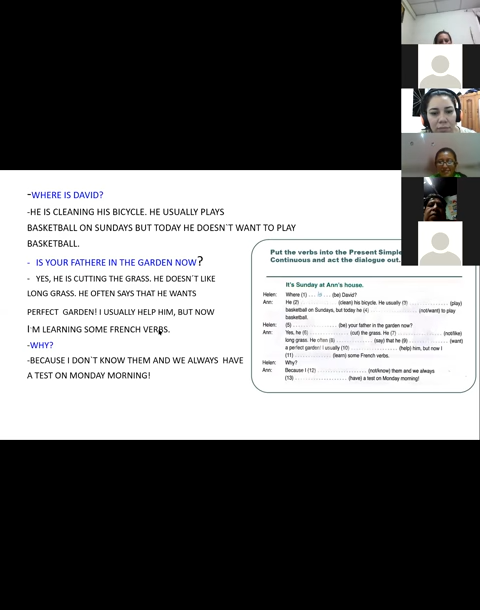 -WHERE IS DAVID?
-HE IS CLEANING HIS BICYCLE. HE USUALLY PLAYS
BASKETBALL ON SUNDAYS BUT TODAY HE DOESN´T WANT TO PLAY
BASKETBALL.
- IS YOUR FATHERE IN THE GARDEN NOW?
- YES, HE IS CUTTING THE GRASS. HE DOESN´T LIKE
LONG GRASS. HE OFTEN SAYS THAT HE WANTS
PERFECT GARDEN! I USUALLY HELP HIM, BUT NOW
I´M LEARNING SOME FRENCH VERBS.
-WHY?
-BECAUSE I DON´T KNOW THEM AND WE ALWAYS HAVE
A TEST ON MONDAY MORNING!
Put the verbs into the Present Simple
Continuous and act the dialogue out.
It's Sunday at Ann's house.
Helen: Where (1) .... is .. (be) David?
Ann: He (2) .................. (clean) his bicycle. He usually (3) .................. (play)
basketball on Sundays, but today he (4) .................. (not/want) to play
basketball.
Helen: (5) .................. (be) your father in the garden now?
Ann: Yes, he (6) .................. (cut) the grass. He (7) .................. (not/like)
long grass. He often (8) .................. (say) that he (9) .................. (want)
a perfect garden! I usually (10) .................. (help) him, but now I
(11) .................. (learn) some French verbs.
Helen: Why?
Ann: Because I (12) .................. (not/know) them and we always
(13) .................. (have) a test on Monday morning!